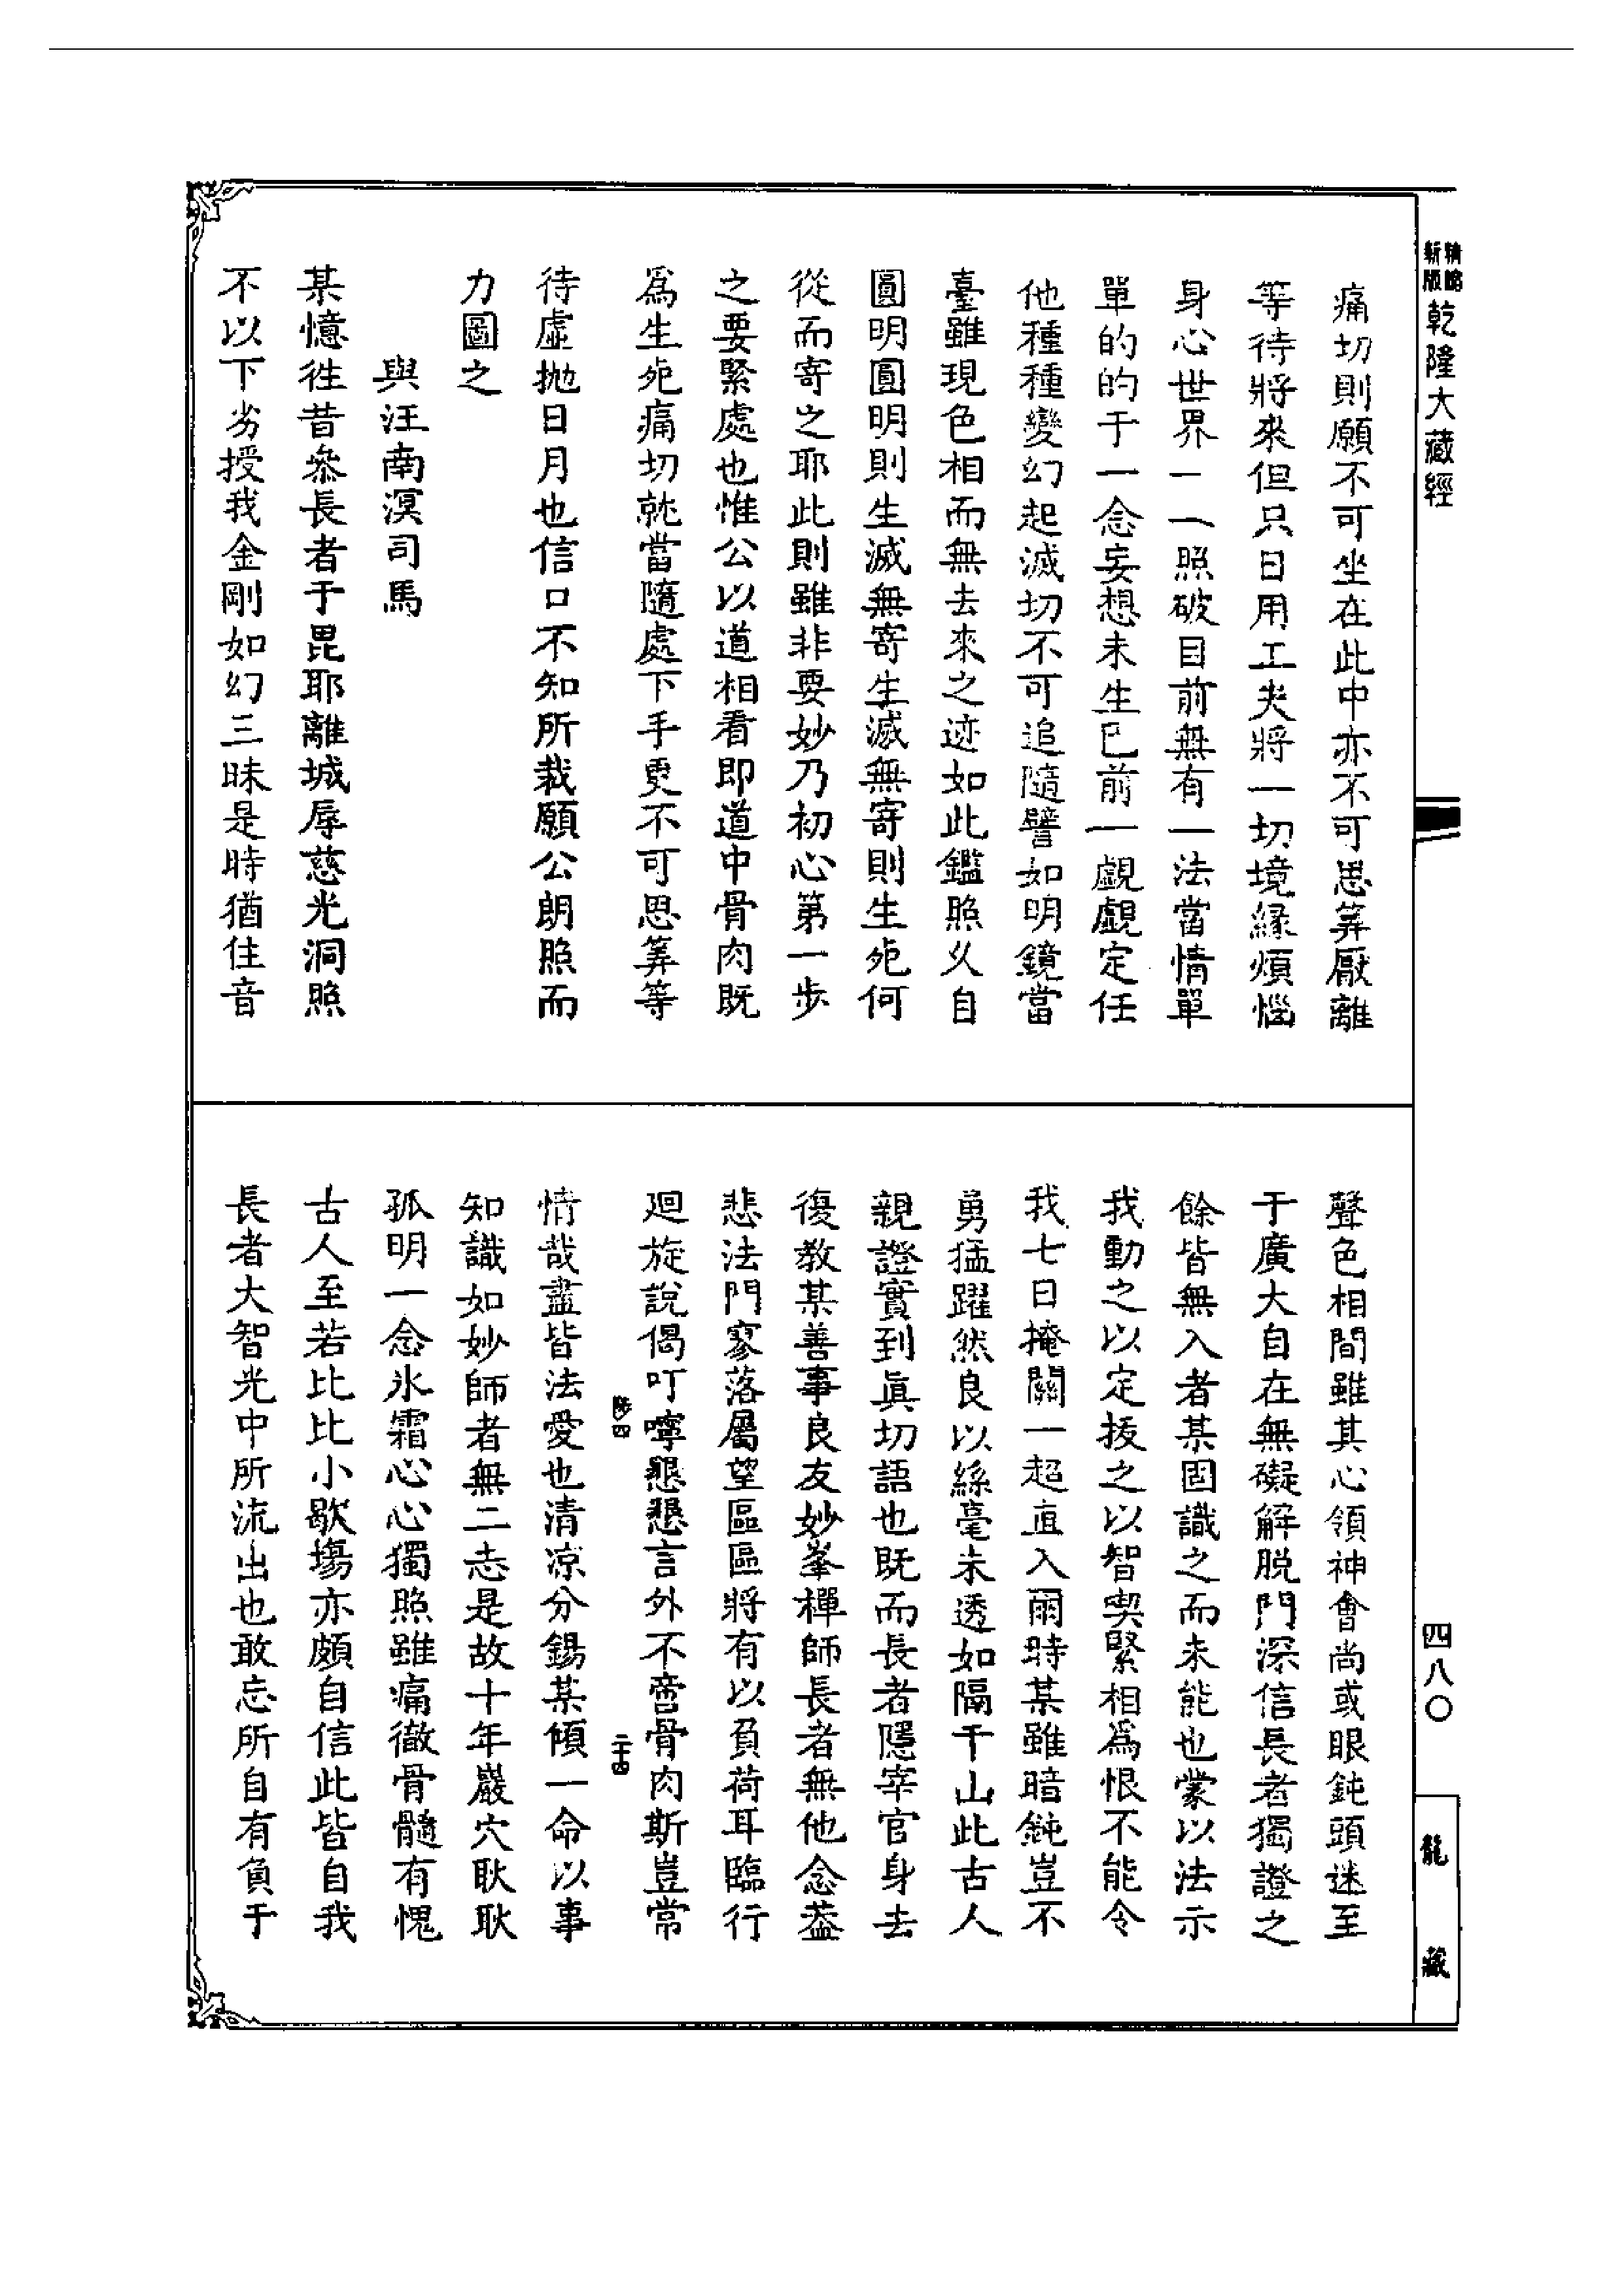 精縮新版乾隆大藏經
痛切則願不可坐在此中亦不可思筭厭離
等待將來但只日用工夫將一切境緣煩惱
身心世界一一照破目前無有一法當情單
單的的于一念妄想未生已前一覷覷定任
他種種變幻起滅切不可追隨譬如明鏡當
臺雖現色相而無去來之迹如此鑑照乆自
圓明圓明則生滅無寄生滅無寄則生死何
從而寄之耶此則雖非要妙乃初心第一步
之要緊處也惟公以道相看即道中骨肉既
爲生死痛切就當隨處下手更不可思筭等
待虛拋日月也信口不知所裁願公朗照而
力圖之
與汪南溟司馬
某憶徃昔叅長者于毘耶離城辱慈光洞照
不以下劣授我金剛如幻三昧是時猶住音
聲色相間雖其心領神會尚或眼鈍頭迷至
于廣大自在無礙解脱門深信長者獨證之
餘皆無入者某固識之而未能也蒙以法示
我動之以定拔之以智喫緊相爲恨不能令
我七日掩關一超直入爾時某雖暗鈍豈不
勇猛躍然良以絲毫未透如隔千山此古人
親證實到眞切語也既而長者隱宰官身去
復教某善事良友妙峯禪師長者無他念葢
悲法門寥落屬望區區將有以負荷耳臨行
廻旋說偈叮嚀懇懇言外不啻骨肉斯豈常
陟四
二十四
情哉盡皆法愛也清凉分錫某傾一命以事
知識如妙師者無二志是故十年巖穴耿耿
孤明一念氷霜心心獨照雖痛徹骨髓有愧
古人至若比比小歇塲亦頗自信此皆自我
長者大智光中所流出也敢忘所自有負于
四八〇
龍藏